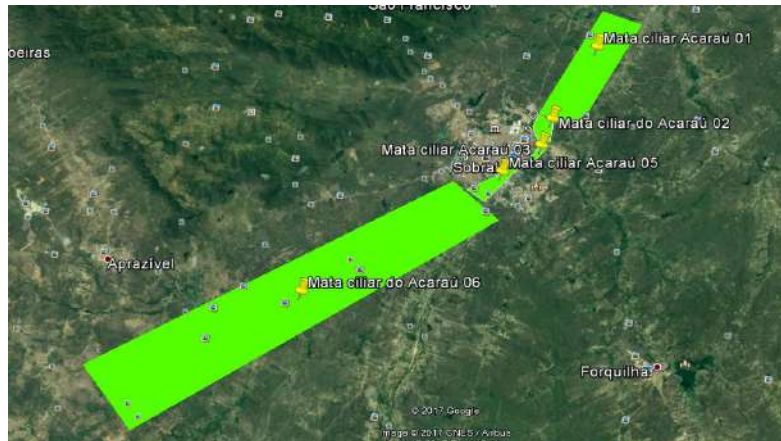 São Francisco
oeiras
Mata ciliar Acaraú 01
Mata ciliar do Acaraú 02
Mata ciliar Acaraú 03
Mata ciliar Acaraú 05
Sobral
Aprazível
Mata ciliar do Acaraú 06
Forquilha
© 2017 Google
Image © 2017 CNES / Airbus